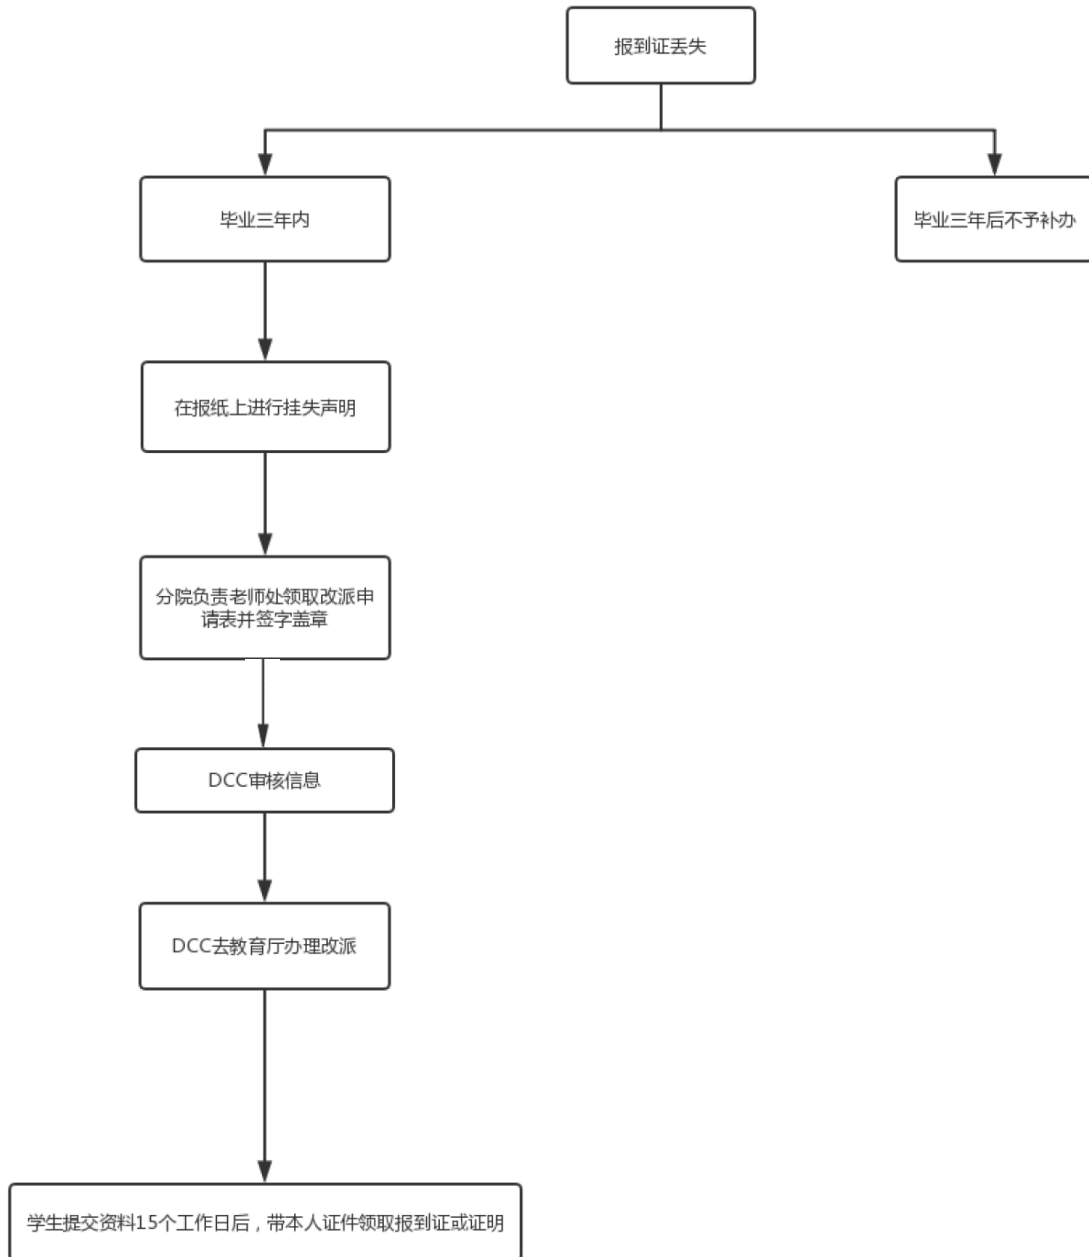 报到证丢失
毕业三年内
毕业三年后不予补办
在报纸上进行挂失声明
分院负责老师处领取改派申
请表并签字盖章
DCC审核信息
DCC去教育厅办理改派
学生提交资料15个工作日后，带本人证件领取报到证或证明